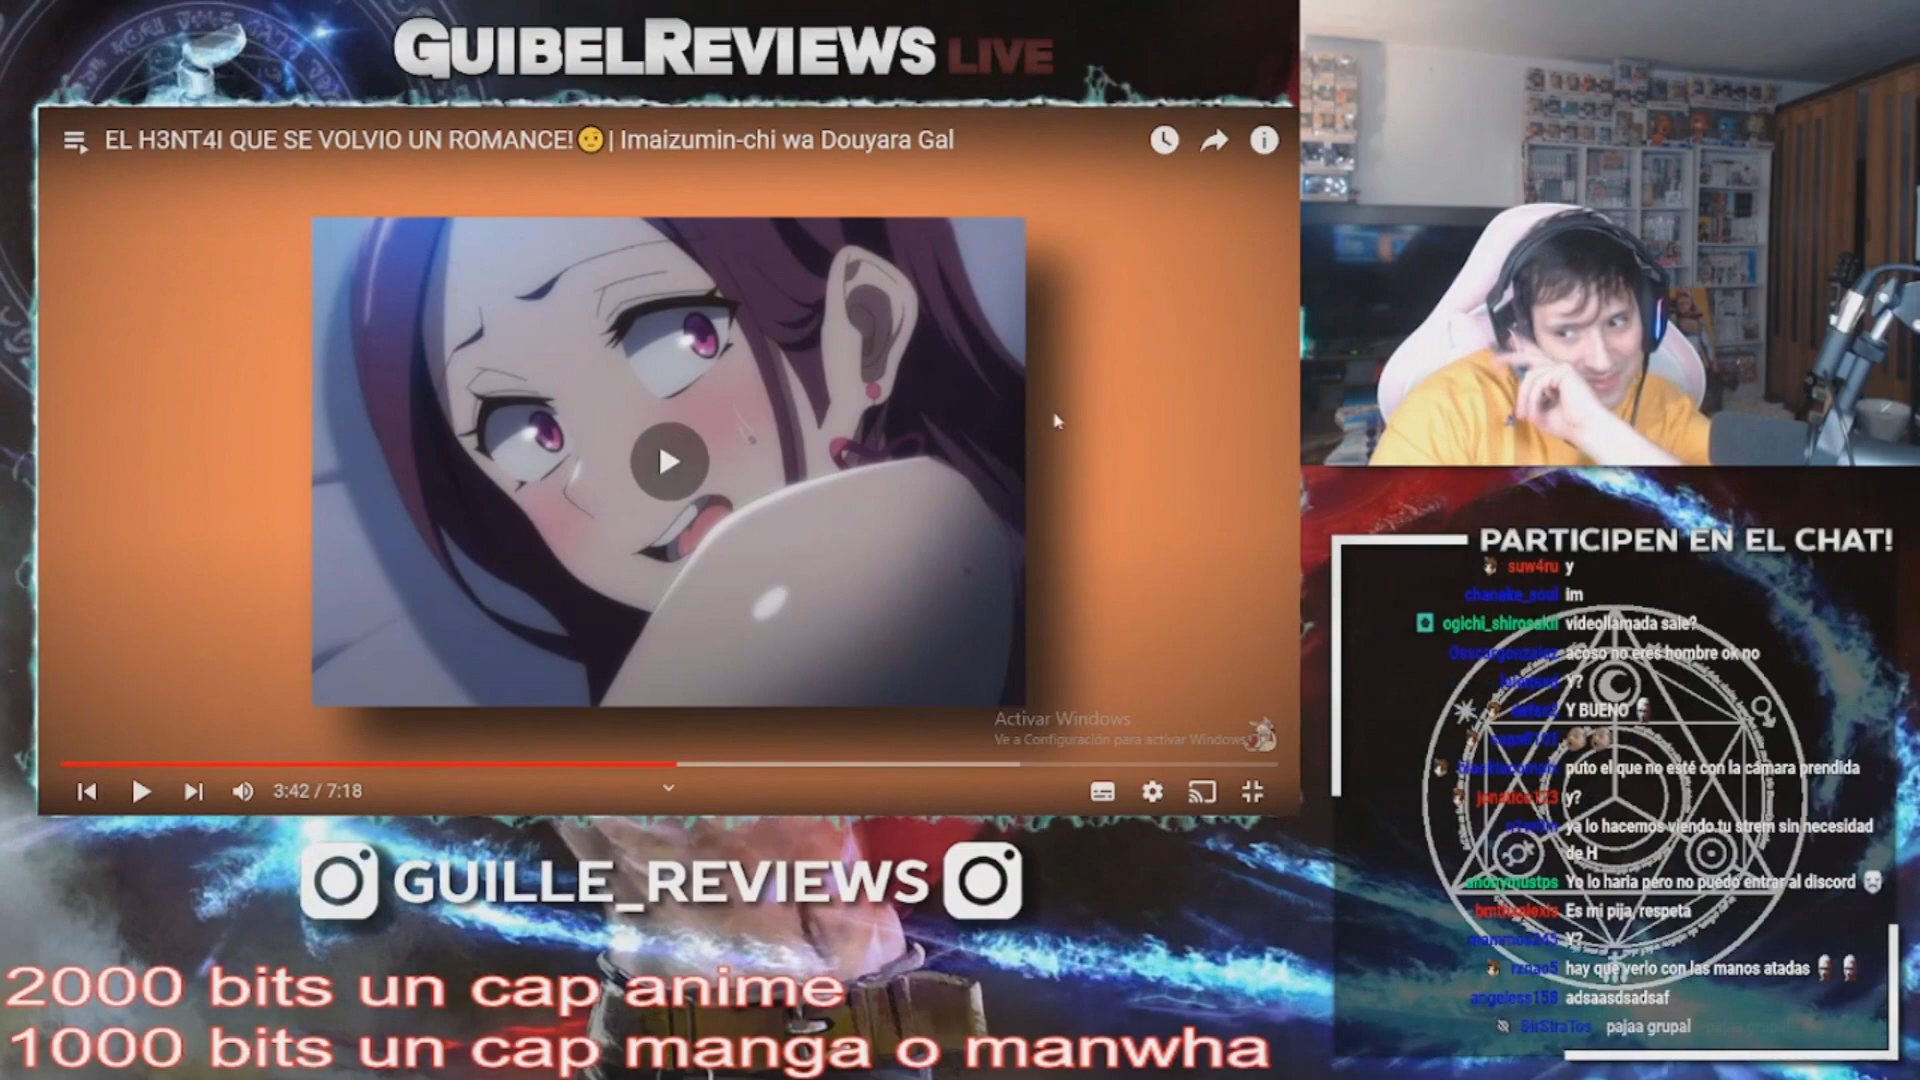 GUIBELREVIEWS LIVE
EL H3NT4I QUE SE VOLVIO UN ROMANCE!🤨| Imaizumin-chi wa Douyara Gal
Activar Windows
Ve a Configuración para activar Windows
3:42 / 7:18
GUILLE_REVIEWS
2000 bits un cap anime
1000 bits un cap manga o manwha
PARTICIPEN EN EL CHAT!
suw4ru y
chaneke_soul im
ogichi_shirosakii videollamada sale?
acoso no eres hombre ok no
Y?
Y BUENO
puto el que no esté con la cámara prendida
y?
ya lo hacemos viendo tu strem sin necesidad
de H
anonymustps Yo lo haria pero no puedo entrar al discord
Es mi pija, respeta
Y?
hay que verlo con las manos atadas
angeless158 adsaasdsadsaf
SirStraTos pajaa grupal